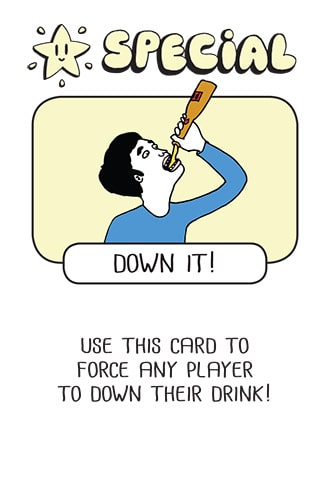 SPECIAL
DOWN IT!
USE THIS CARD TO
FORCE ANY PLAYER
TO DOWN THEIR DRINK!